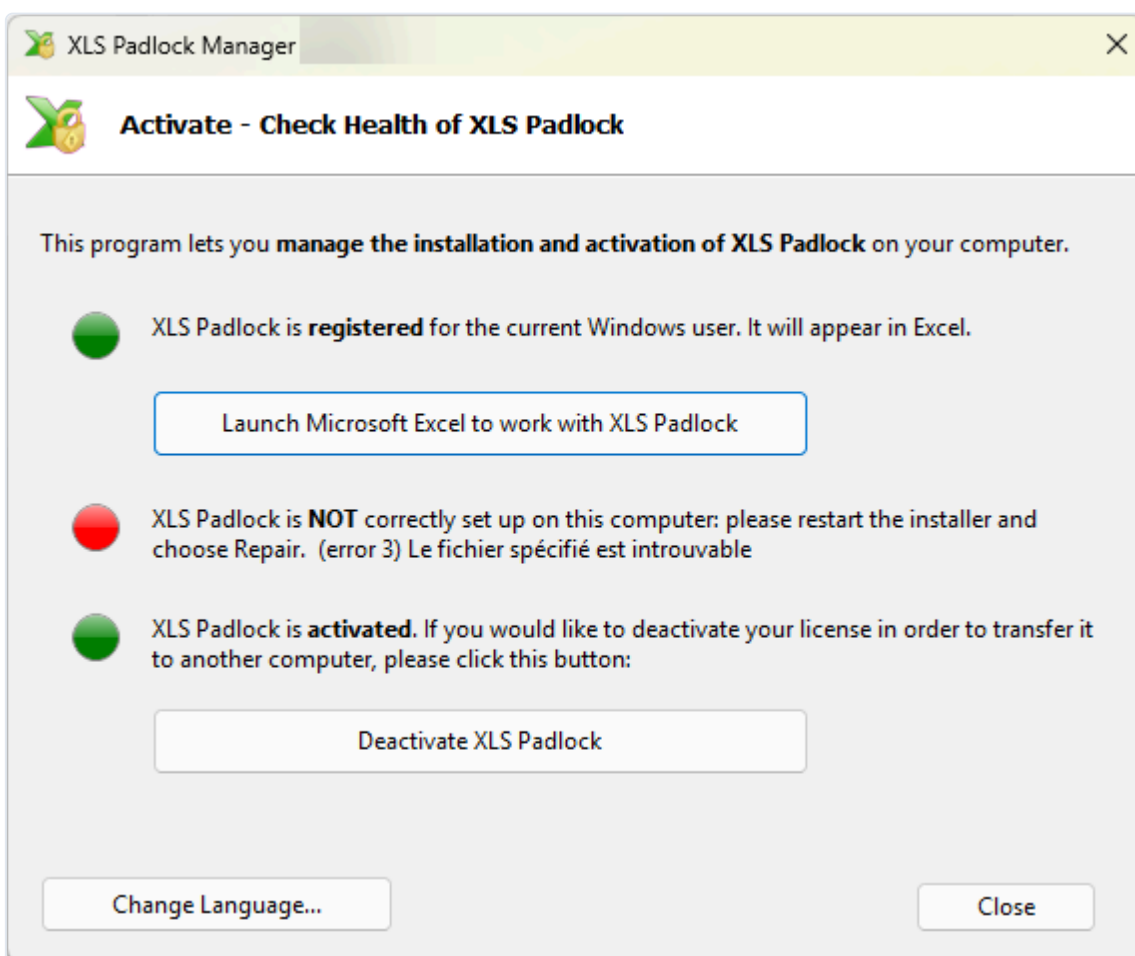 XLS Padlock Manager
Activate - Check Health of XLS Padlock
This program lets you manage the installation and activation of XLS Padlock on your computer.
XLS Padlock is registered for the current Windows user. It will appear in Excel.
Launch Microsoft Excel to work with XLS Padlock
XLS Padlock is NOT correctly set up on this computer: please restart the installer and
choose Repair.  (error 3) Le fichier spécifié est introuvable
XLS Padlock is activated. If you would like to deactivate your license in order to transfer it
to another computer, please click this button:
Deactivate XLS Padlock
Change Language...
Close